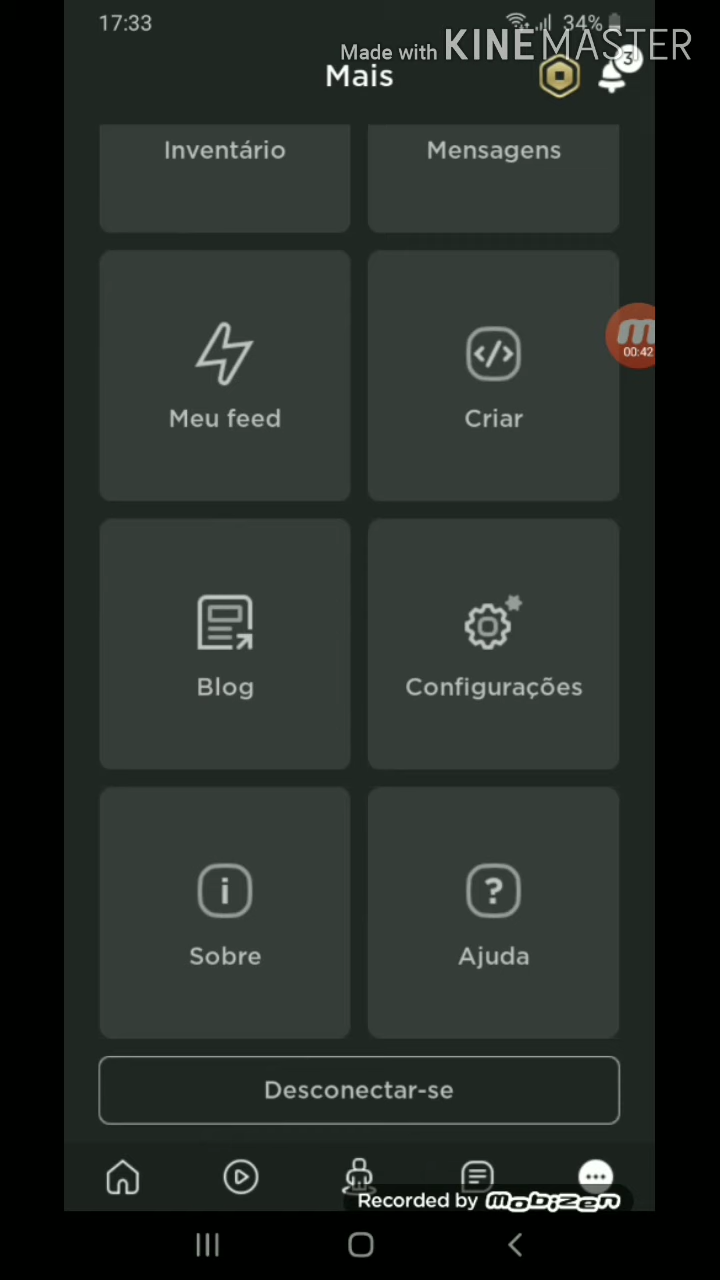 17:33
34%
Made with KINEMASTER
Mais
3
Inventário
Mensagens
00:42
Meu feed
Criar
Blog
Configurações
Sobre
Ajuda
Desconectar-se
Recorded by mobizen